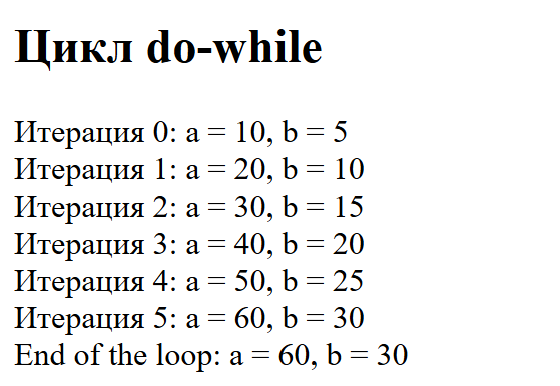 Цикл do-while
Итерация 0: a = 10, b = 5
Итерация 1: a = 20, b = 10
Итерация 2: a = 30, b = 15
Итерация 3: a = 40, b = 20
Итерация 4: a = 50, b = 25
Итерация 5: a = 60, b = 30
End of the loop: a = 60, b = 30